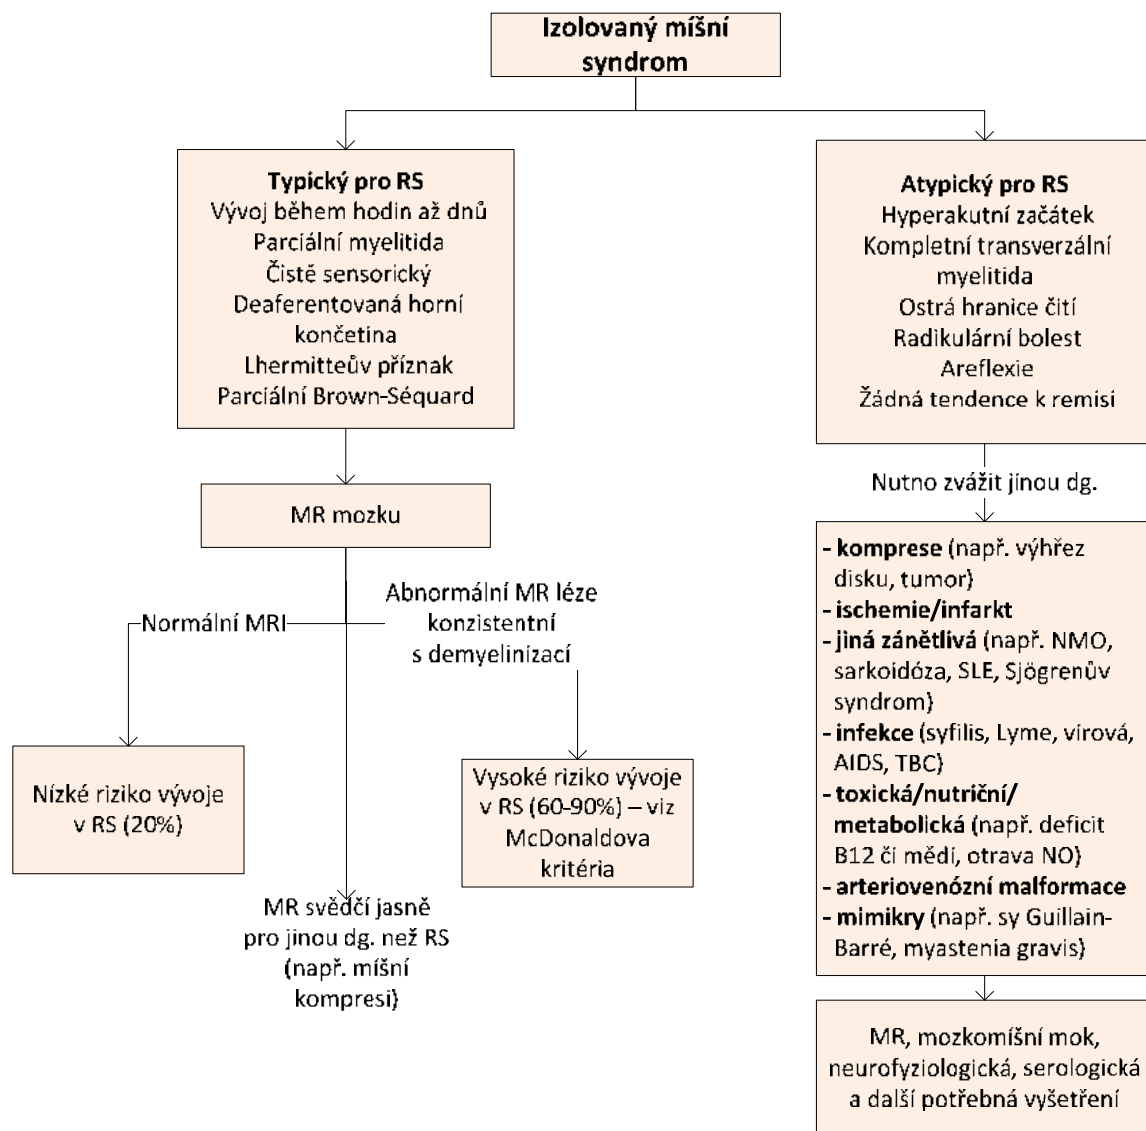 Izolovaný míšní
syndrom
Typický pro RS
Vývoj během hodin až dnů
Parciální myelitida
Čistě sensorický
Deaferentovaná horní
končetina
Lhermitteův příznak
Parciální Brown-Séquard
MR mozku
Normální MRI
Abnormální MR léze
konzistentní
s demyelinizací
Nízké riziko vývoje
v RS (20%)
Vysoké riziko vývoje
v RS (60-90%) – viz
McDonaldova
kritéria
MR svědčí jasně
pro jinou dg. než RS
(např. míšní
kompresi)
Atypický pro RS
Hyperakutní začátek
Kompletní transverzální
myelitida
Ostrá hranice čití
Radikulární bolest
Areflexie
Žádná tendence k remisi
Nutno zvážit jinou dg.
- komprese (např. výhřez
disku, tumor)
- ischemie/infarkt
- jiná zánětlivá (např. NMO,
sarkoidóza, SLE, Sjögrenův
syndrom)
- infekce (syfilis, Lyme, vírová,
AIDS, TBC)
- toxická/nutriční/
metabolická (např. deficit
B12 čí mědí, otrava NO)
- arteriovenózní malformace
- mimikry (např. sy Guillain-
Barré, myastenia gravis)
MR, mozkomíšní mok,
neurofyziologická, serologická
a další potřebná vyšetření